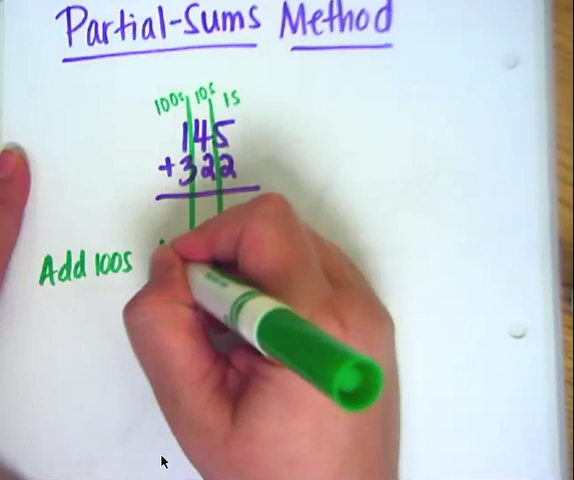 Partial-Sums Method
100s 10s 1s
145
+322
Add 100s